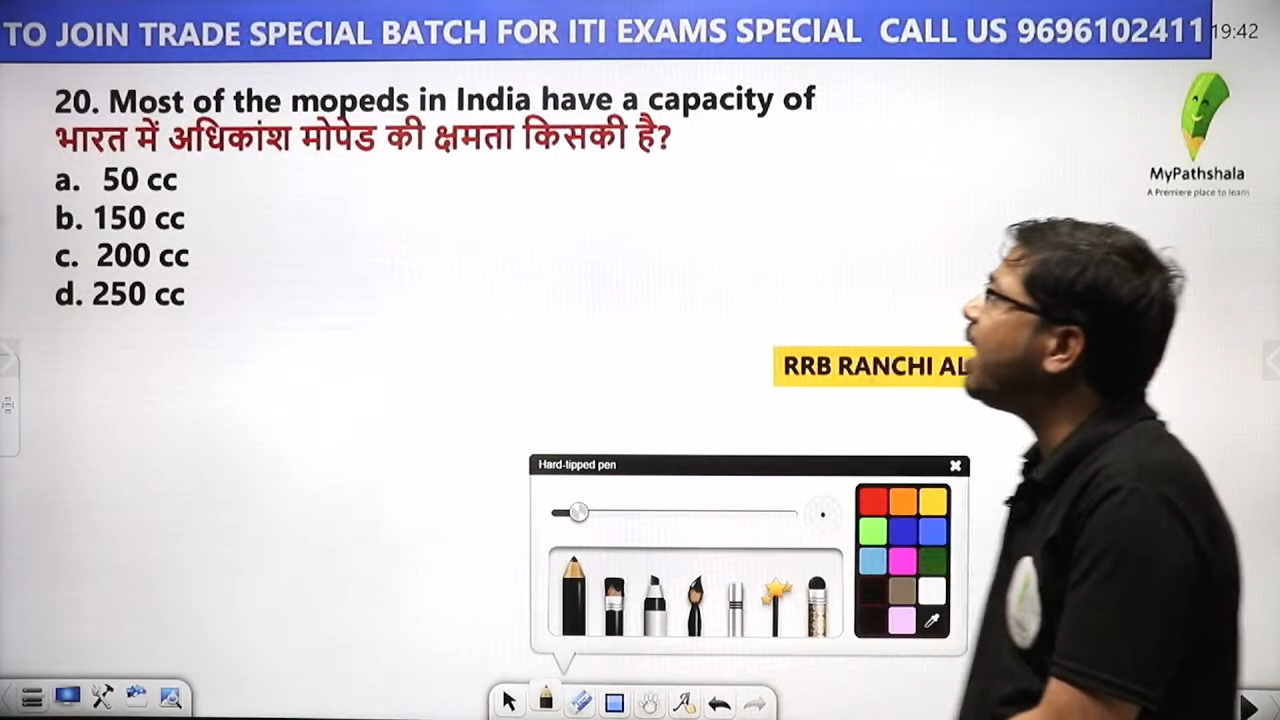 TO JOIN TRADE SPECIAL BATCH FOR ITI EXAMS SPECIAL CALL US 9696102411
19:42
20. Most of the mopeds in India have a capacity of
भारत में अधिकांश मोपेड की क्षमता किसकी है?
a. 50 cc
b. 150 cc
c. 200 cc
d. 250 cc
MyPathshala
A Premiere place to learn
RRB RANCHI AL
Hard-tipped pen